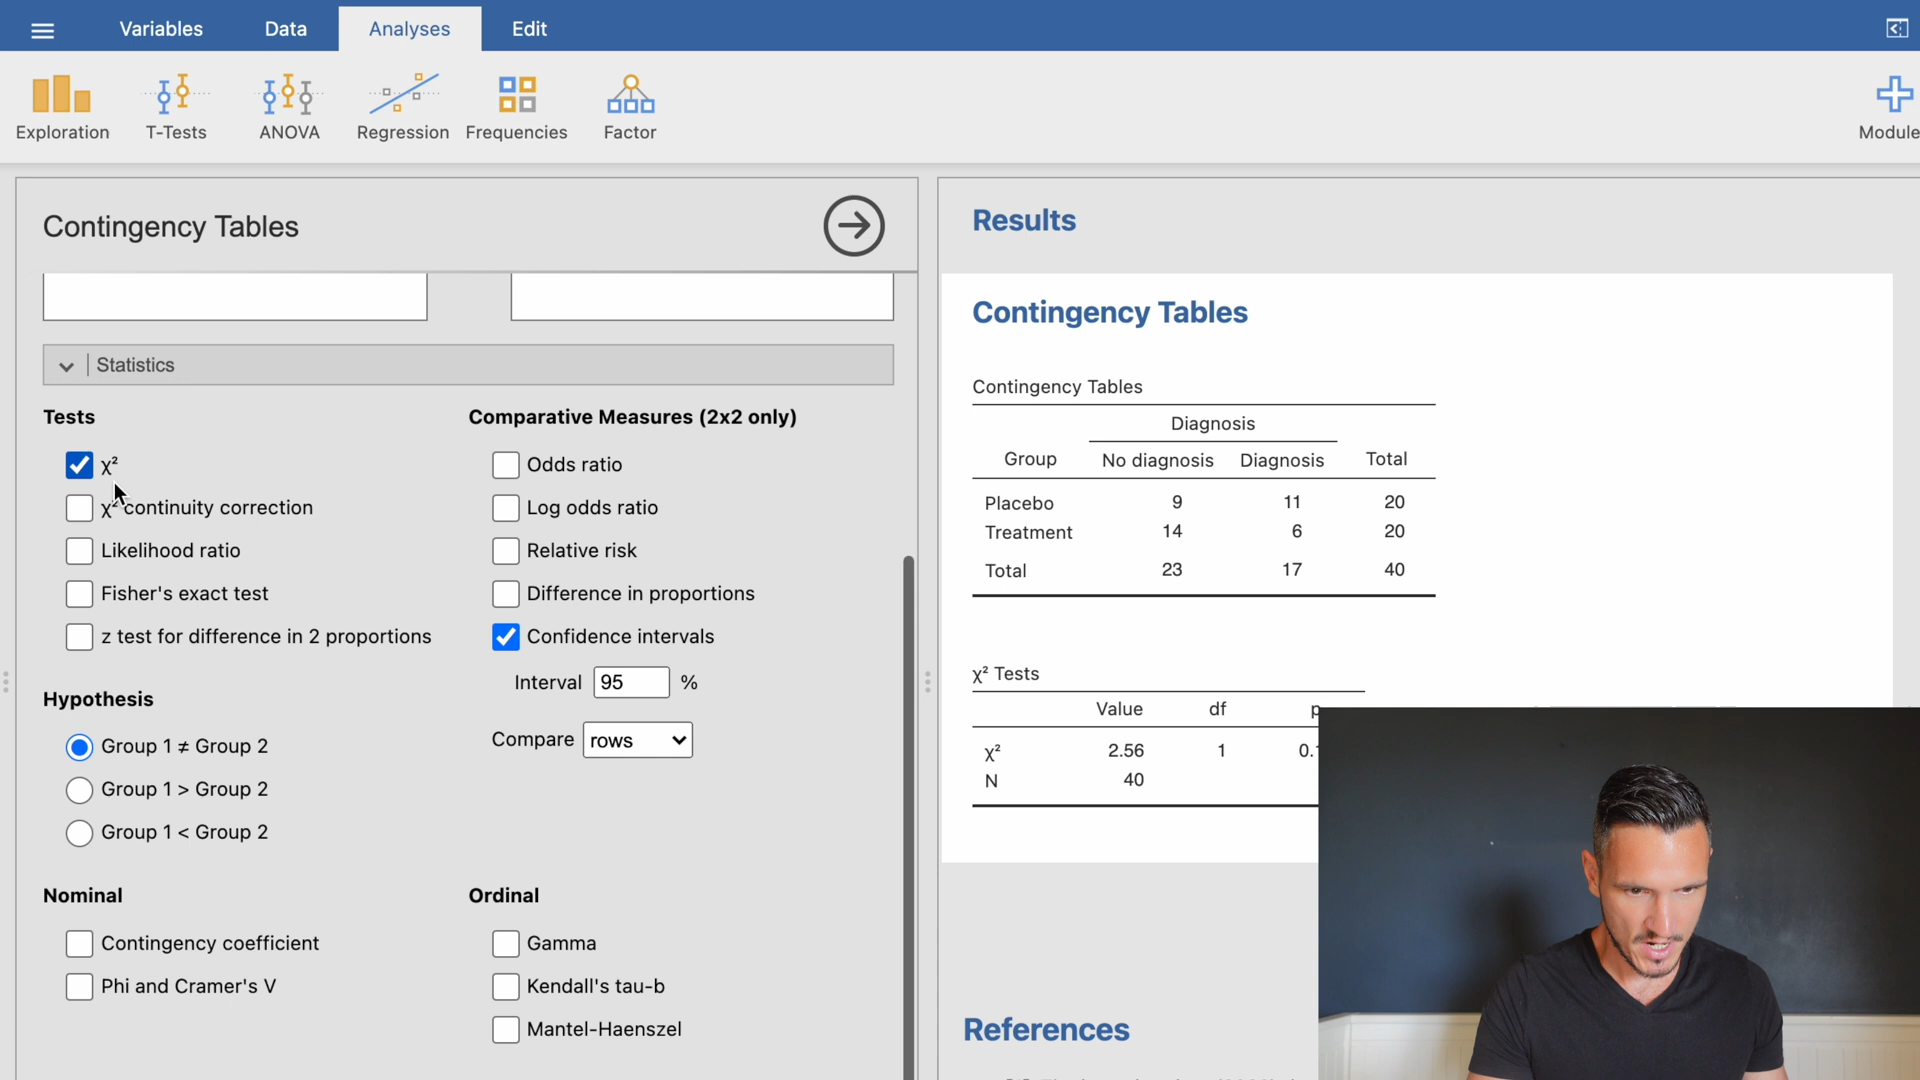 Variables Data Analyses Edit
Exploration T-Tests ANOVA Regression Frequencies Factor Module
Contingency Tables
Statistics
Tests
χ²
χ² continuity correction
Likelihood ratio
Fisher's exact test
z test for difference in 2 proportions
Comparative Measures (2x2 only)
Odds ratio
Log odds ratio
Relative risk
Difference in proportions
Confidence intervals
Interval 95 %
Compare rows
Hypothesis
Group 1 ≠ Group 2
Group 1 > Group 2
Group 1 < Group 2
Nominal
Contingency coefficient
Phi and Cramer's V
Ordinal
Gamma
Kendall's tau-b
Mantel-Haenszel
Results
Contingency Tables
Contingency Tables
Diagnosis
Group No diagnosis Diagnosis Total
Placebo 9 11 20
Treatment 14 6 20
Total 23 17 40
χ² Tests
Value df p
χ² 2.56 1 0.1
N 40
References